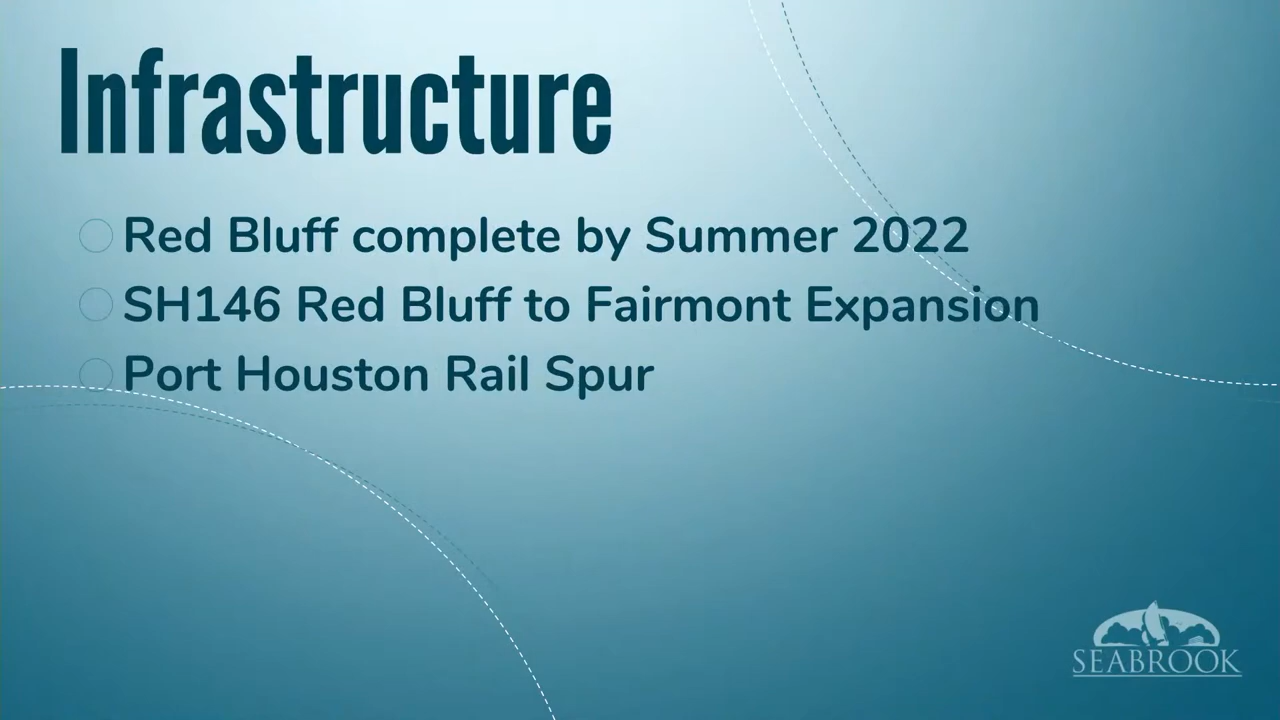 Infrastructure
Red Bluff complete by Summer 2022
SH146 Red Bluff to Fairmont Expansion
Port Houston Rail Spur
SEABROOK